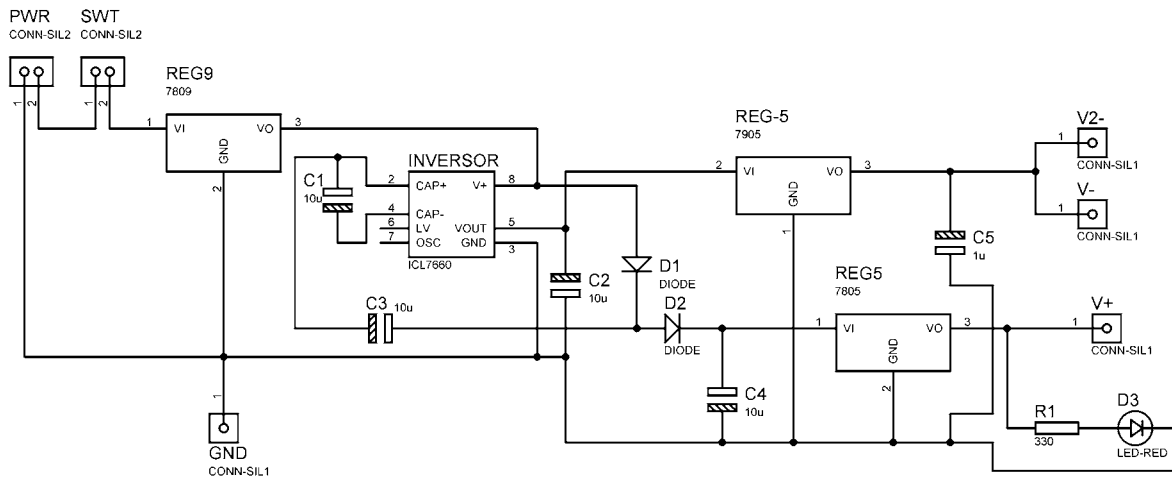 PWR
CONN-SIL2
SWT
CONN-SIL2
1
2
1
2
REG9
7809
1
VI
VO
3
GND
2
INVERSOR
C1
10u
2
CAP+
V+
8
4
CAP-
6
LV
VOUT
5
7
OSC
GND
3
ICL7660
C2
10u
C3
10u
D1
DIODE
D2
DIODE
C4
10u
REG-5
7905
2
VI
VO
3
GND
1
V2-
1
CONN-SIL1
V-
1
CONN-SIL1
C5
1u
REG5
7805
1
VI
VO
3
GND
2
V+
1
CONN-SIL1
R1
330
D3
LED-RED
1
GND
CONN-SIL1